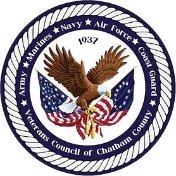 Army ★ Marines ★ Navy ★ Air Force ★ Coast Guard
1937
Veterans Council of Chatham County